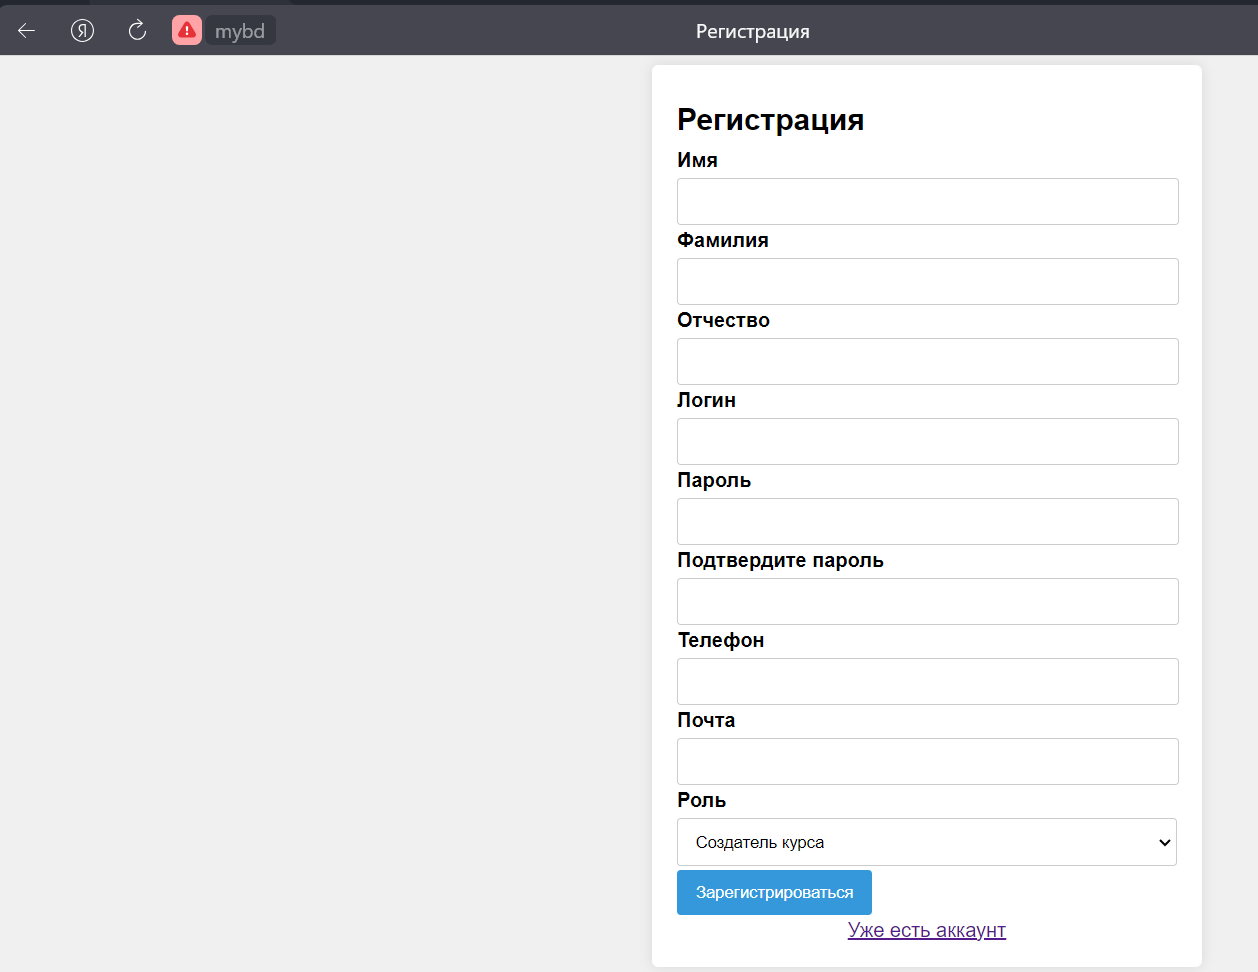 Я
mybd
Регистрация
Регистрация
Имя
Фамилия
Отчество
Логин
Пароль
Подтвердите пароль
Телефон
Почта
Роль
Создатель курса
Зарегистрироваться
Уже есть аккаунт